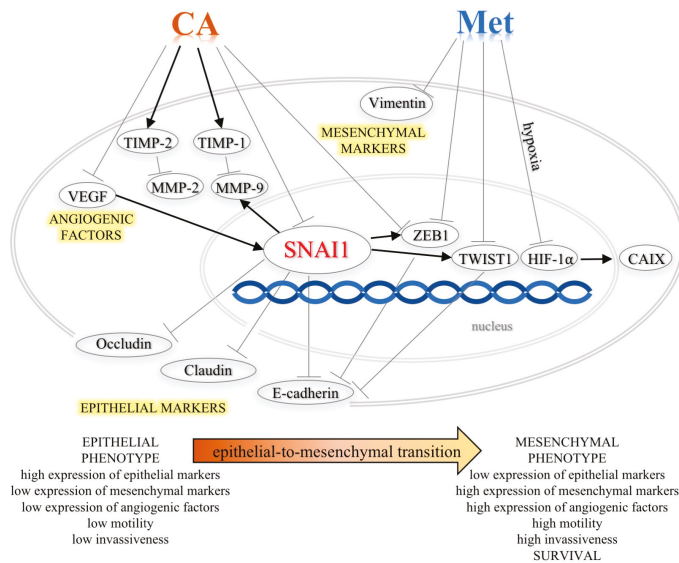 CA
Met
Vimentin
MESENCHYMAL
MARKERS
hypoxia
TIMP-2
TIMP-1
MMP-2
MMP-9
VEGF
ANGIOGENIC
FACTORS
SNAI1
ZEB1
TWIST1
HIF-1α
CAIX
nucleus
Occludin
Claudin
E-cadherin
EPITHELIAL MARKERS
epithelial-to-mesenchymal transition
EPITHELIAL
PHENOTYPE
high expression of epithelial markers
low expression of mesenchymal markers
low expression of angiogenic factors
low motility
low invassiveness
MESENCHYMAL
PHENOTYPE
low expression of epithelial markers
high expression of mesenchymal markers
high expression of angiogenic factors
high motility
high invasiveness
SURVIVAL